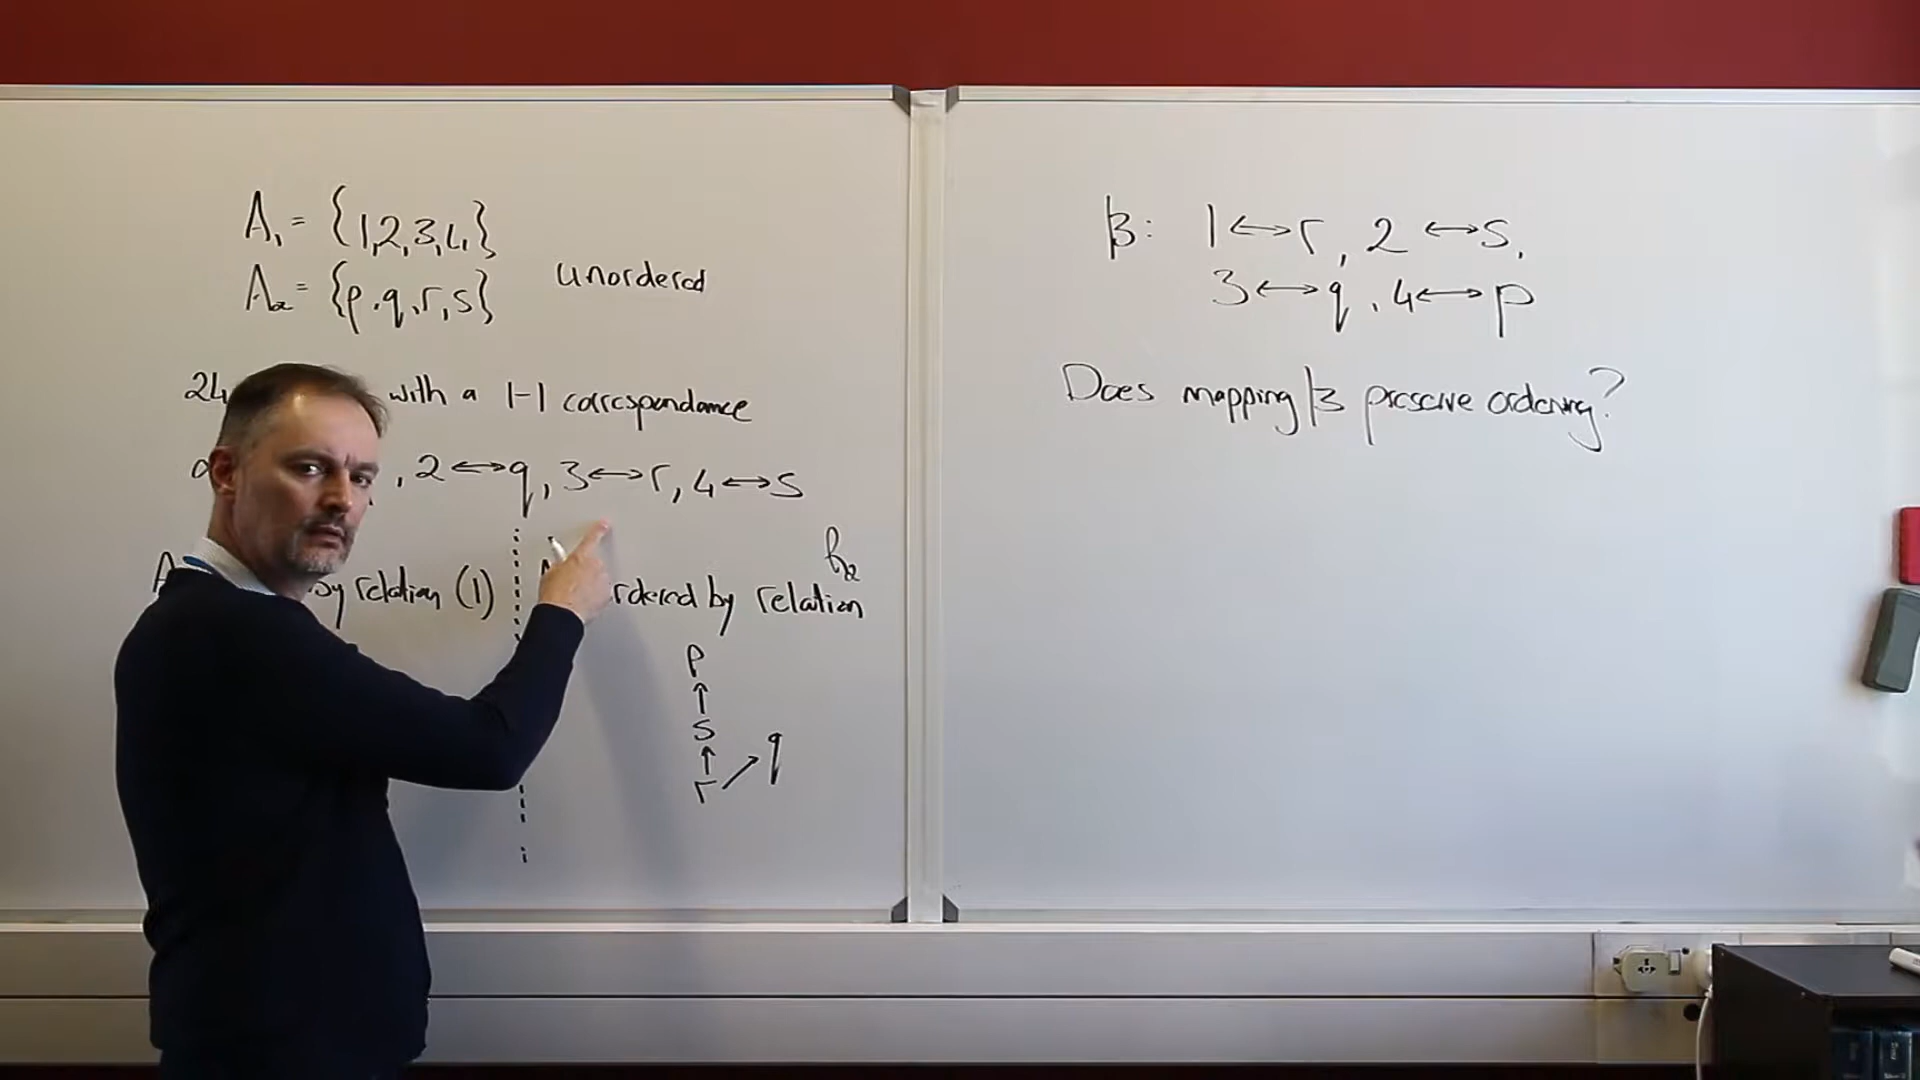 A₁ = {1,2,3,4}
A₂ = {p,q,r,s}
unordered
24 with a 1-1 correspondance
, 2 ↔ q, 3 ↔ r, 4 ↔ s
by relation (1)
rdered by relation
R₂
p
↑
s
↑
r ↗ q
β: 1 ↔ r, 2 ↔ s,
3 ↔ q, 4 ↔ p
Does mapping β preserve ordering?